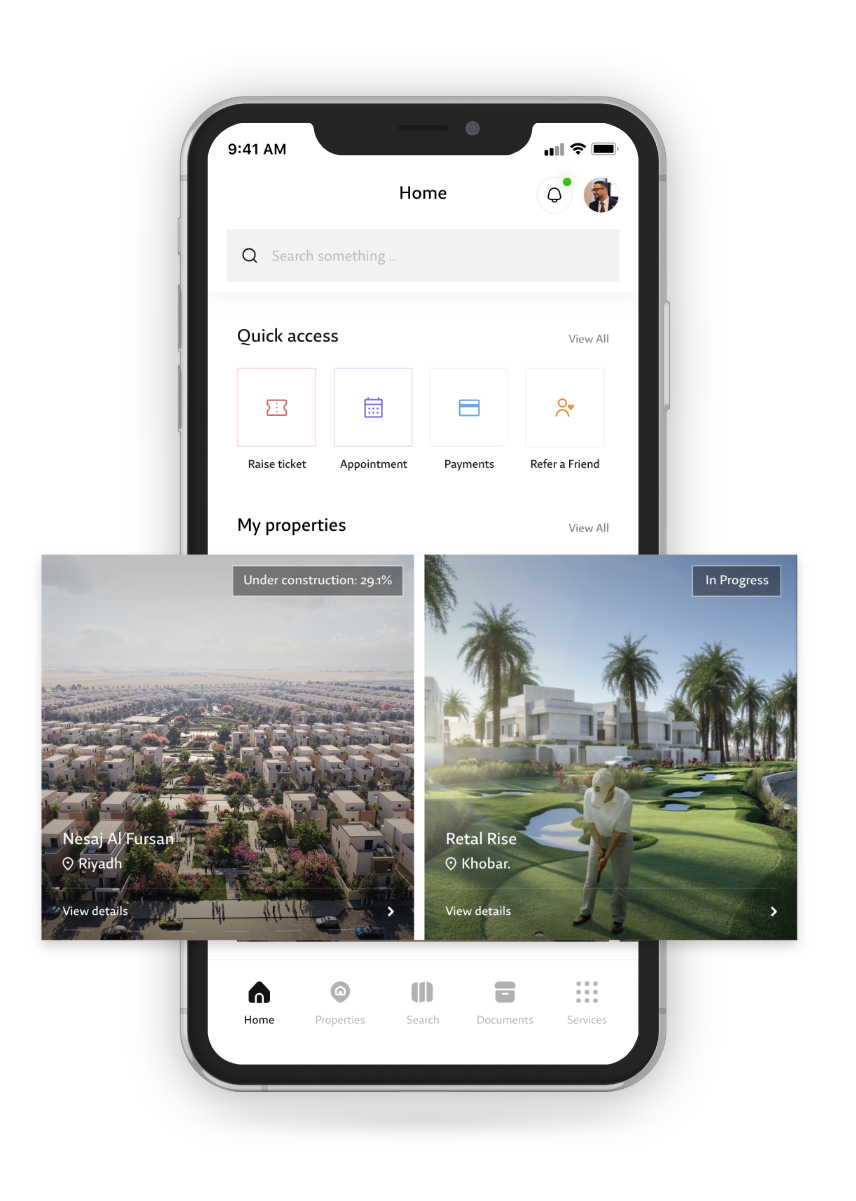 9:41 AM
Home
Search something ...
Quick access
View All
Raise ticket
Appointment
Payments
Refer a Friend
My properties
View All
Under construction: 29.1%
In Progress
Nesaj Al Fursan
Riyadh
View details
Retal Rise
Khobar.
View details
Home
Properties
Search
Documents
Services